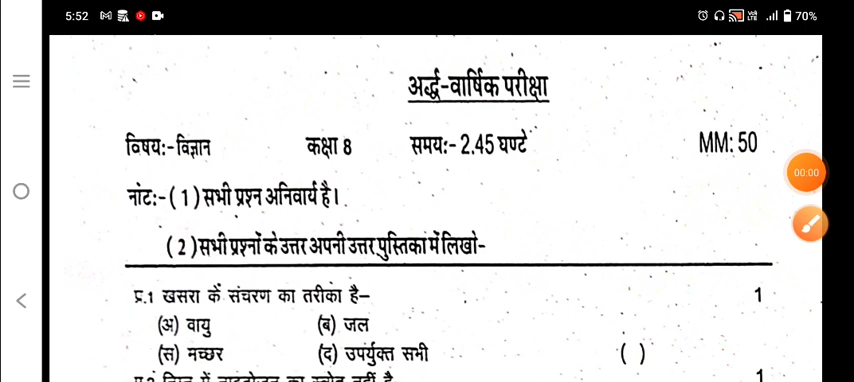 5:52
70%
अर्द्ध-वार्षिक परीक्षा
विषय:- विज्ञान कक्षा 8 समय:- 2.45 घण्टे MM: 50
नोट:- (1) सभी प्रश्न अनिवार्य है।
(2) सभी प्रश्नों के उत्तर अपनी उत्तर पुस्तिका में लिखो-
प्र.1 खसरा के संचरण का तरीका है– 1
(अ) वायु (ब) जल
(स) मच्छर (द) उपर्युक्त सभी ( )
1
00:00